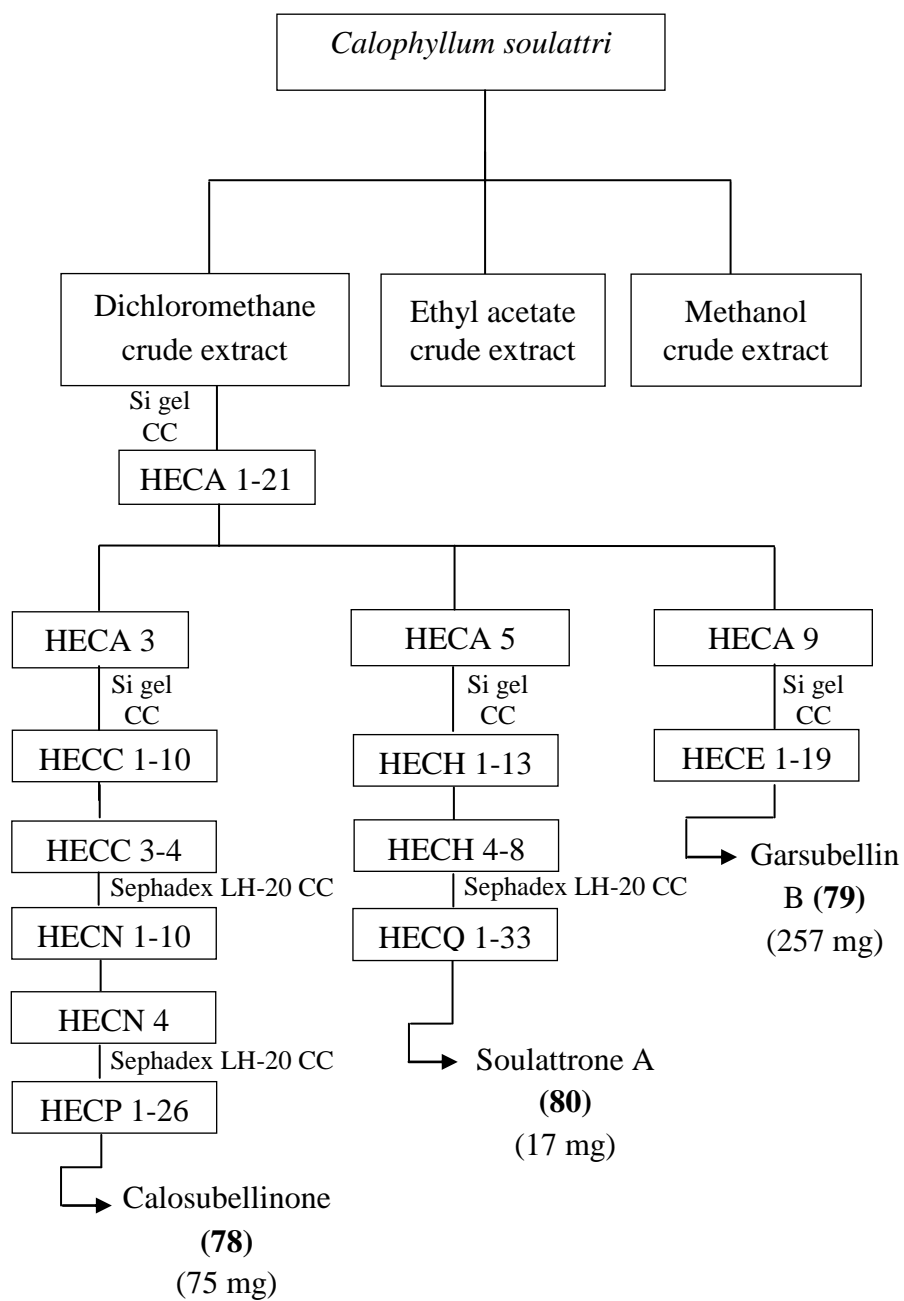 Calophyllum soulattri
Dichloromethane
crude extract
Ethyl acetate
crude extract
Methanol
crude extract
Si gel
CC
HECA 1-21
HECA 3
HECA 5
HECA 9
Si gel
CC
Si gel
CC
Si gel
CC
HECC 1-10
HECH 1-13
HECE 1-19
HECC 3-4
HECH 4-8
Garsubellin
B (79)
(257 mg)
Sephadex LH-20 CC
Sephadex LH-20 CC
HECN 1-10
HECQ 1-33
HECN 4
Sephadex LH-20 CC
Soulattrone A
(80)
(17 mg)
HECP 1-26
Calosubellinone
(78)
(75 mg)